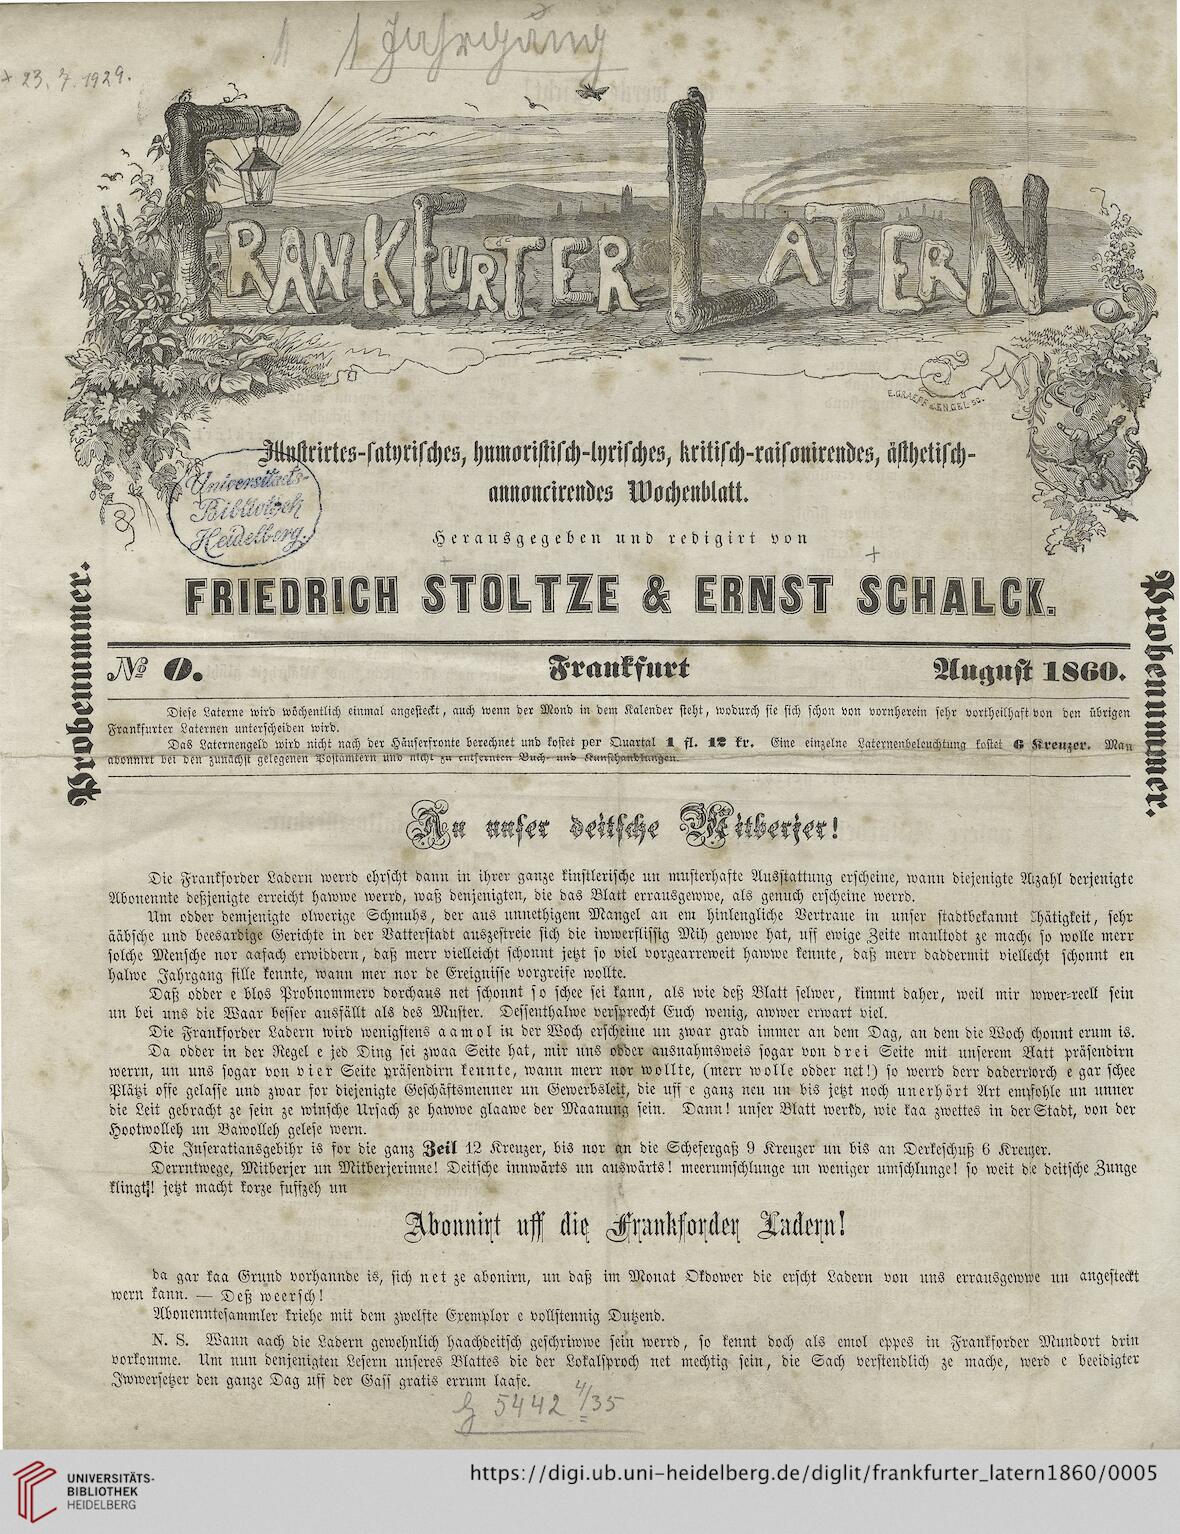 1 1 Jahrgang
+ 23. 7. 1929.
FRANKFURTER LATERN
E. GRAEFF & ENGEL SC.
Illustrirtes-satyrisches, humoristisch-lyrisches, kritisch-raisonirendes, ästhetisch-
annoncirendes Wochenblatt.
Universitäts-
Bibliothek
Heidelberg.
Herausgegeben und redigirt von
FRIEDRICH STOLTZE & ERNST SCHALCK.
Probenummer.
Probenummer.
№ 0. Frankfurt August 1860.
Diese Laterne wird wöchentlich einmal angesteckt, auch wenn der Mond in dem Kalender steht, wodurch sie sich schon von vornherein sehr vortheilhaft von den übrigen
Frankfurter Laternen unterscheiden wird.
Das Laternengeld wird nicht nach der Häuserfronte berechnet und kostet per Quartal 1 fl. 12 kr. Eine einzelne Laternenbeleuchtung kostet 6 Kreuzer. Man
abonnirt bei den zunächst gelegenen Postämtern und nicht zu entfernten Buch- und Kunsthandlungen.
An unser deitsche Mitberjer!
Die Frankforder Ladern werrd ehrscht dann in ihrer ganze kinstlerische un musterhafte Ausstattung erscheine, wann diejenigte Azahl derjenigte
Abonennte deßjenigte erreicht hawwe werrd, waß denjenigten, die das Blatt errausgewwe, als genuch erscheine werrd.
Um odder demjenigte olwerige Schmuhs, der aus unnethigem Mangel an em hinlengliche Vertraue in unser stadtbekannt Thätigkeit, sehr
ääbsche und beesardige Gerichte in der Vatterstadt auszestreie sich die iwwerflissig Mih gewwe hat, uff ewige Zeite maultodt ze mache so wolle merr
solche Mensche nor aafach erwiddern, daß merr vielleicht schonnt jetzt so viel vorgearreweit hawwe kennte, daß merr daddermit viellecht schonnt en
halwe Jahrgang fille kennte, wann mer nor de Ereignisse vorgreife wollte.
Daß odder e blos Probnommero dorchaus net schonnt so schee sei kann, als wie deß Blatt selwer, kimmt daher, weil mir wwer-reell sein
un bei uns die Waar besser ausfällt als des Muster. Dessenthalwe versprecht Euch wenig, awwer erwart viel.
Die Frankforder Ladern wird wenigstens aamol in der Woch erscheine un zwar grad immer an dem Dag, an dem die Woch chonnt erum is.
Da odder in der Regel e jed Ding sei zwaa Seite hat, mir uns odder ausnahmsweis sogar von drei Seite mit unserem Blatt präsendirn
werrn, un uns sogar von vier Seite präsendirn kennte, wann merr nor wollte, (merr wolle odder net!) so werrd derr daderrorch e gar schee
Plätzi offe gelasse und zwar for diejenigte Geschäftsmenner un Gewerbsleit, die uff e ganz neu un bis jetzt noch unerhört Art empfohle un unner
die Leit gebracht ze sein ze winsche Ursach ze hawwe glaawe der Maanung sein. Dann! unser Blatt werrd, wie kaa zwettes in der Stadt, von der
Hootwolleh un Bawolleh gelese wern.
Die Inseratiansgebihr is for die ganz Zeil 12 Kreuzer, bis nor an die Schefergaß 9 Kreuzer un bis an Derkeschuß 6 Kreuzer.
Derrntwege, Mitberjer un Mitberjerinne! Deitsche innwärts un auswärts! meerumschlunge un weniger umschlunge! so weit die deitsche Zunge
klingt! jetzt macht korze fuffzeh un
Abonnirt uff die Frankforder Ladern!
da gar kaa Grund vorhannde is, sich net ze abonirn, un daß im Monat Okdower die erscht Ladern von uns errausgewwe un angesteckt
wern kann. — Deß weersch!
Abonenntesammler kriehe mit dem zwelfte Exemplor e vollstennig Dutzend.
N. S. Wann aach die Ladern gewehnlich haachdeitsch geschriwwe sein werrd, so kennt doch als emol eppes in Frankforder Mundort drin
vorkomme. Um nun denjenigten Lesern unseres Blattes die der Lokalsproch net mechtig sein, die Sach verstendlich ze mache, werd e beeidigter
Iwwersetzer den ganze Dag uff der Gass gratis errum laafe.
G 5442 4/35
UNIVERSITÄTS-
BIBLIOTHEK
HEIDELBERG
https://digi.ub.uni-heidelberg.de/diglit/frankfurter_latern1860/0005